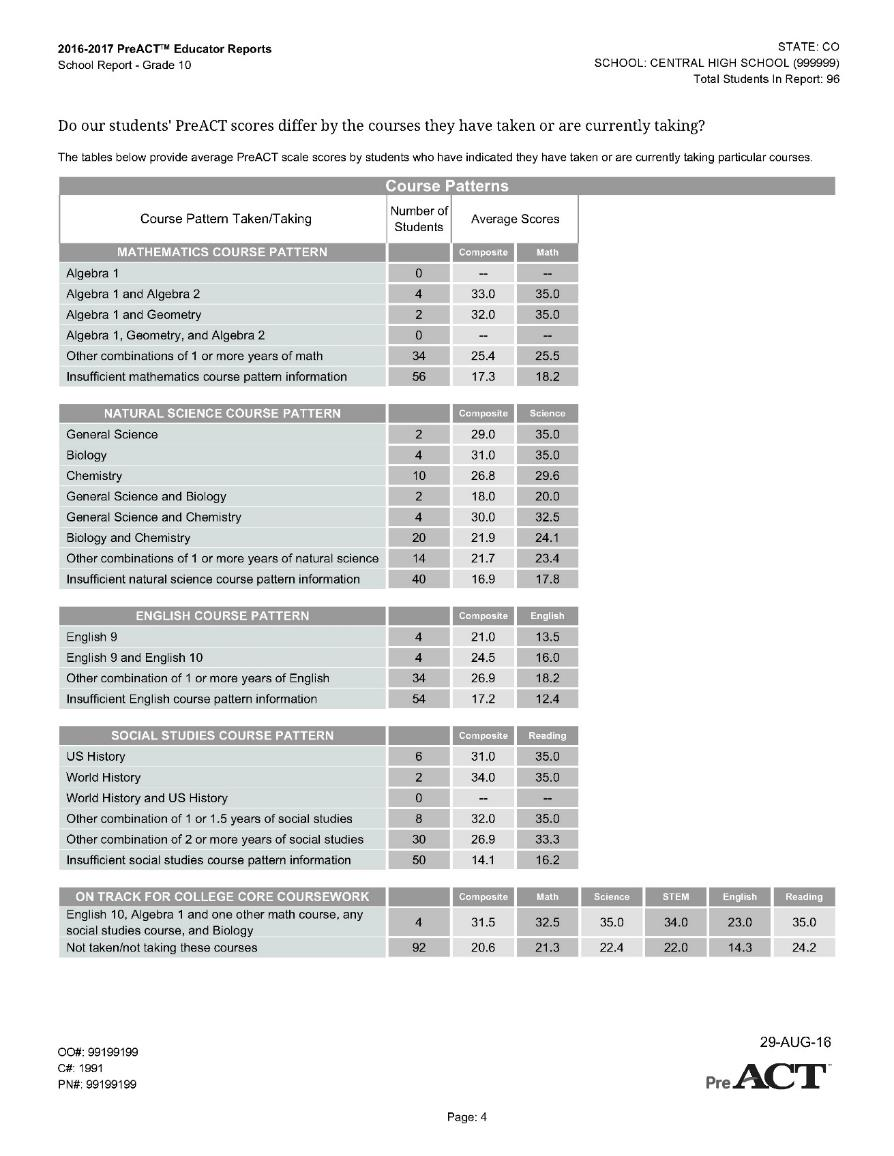 2016-2017 PreACT™ Educator Reports
School Report - Grade 10
STATE: CO
SCHOOL: CENTRAL HIGH SCHOOL (999999)
Total Students In Report: 96
Do our students' PreACT scores differ by the courses they have taken or are currently taking?
The tables below provide average PreACT scale scores by students who have indicated they have taken or are currently taking particular courses.
Course Patterns
Course Pattern Taken/Taking Number of Students Average Scores
MATHEMATICS COURSE PATTERN Composite Math
Algebra 1 0 -- --
Algebra 1 and Algebra 2 4 33.0 35.0
Algebra 1 and Geometry 2 32.0 35.0
Algebra 1, Geometry, and Algebra 2 0 -- --
Other combinations of 1 or more years of math 34 25.4 25.5
Insufficient mathematics course pattern information 56 17.3 18.2
NATURAL SCIENCE COURSE PATTERN Composite Science
General Science 2 29.0 35.0
Biology 4 31.0 35.0
Chemistry 10 26.8 29.6
General Science and Biology 2 18.0 20.0
General Science and Chemistry 4 30.0 32.5
Biology and Chemistry 20 21.9 24.1
Other combinations of 1 or more years of natural science 14 21.7 23.4
Insufficient natural science course pattern information 40 16.9 17.8
ENGLISH COURSE PATTERN Composite English
English 9 4 21.0 13.5
English 9 and English 10 4 24.5 16.0
Other combination of 1 or more years of English 34 26.9 18.2
Insufficient English course pattern information 54 17.2 12.4
SOCIAL STUDIES COURSE PATTERN Composite Reading
US History 6 31.0 35.0
World History 2 34.0 35.0
World History and US History 0 -- --
Other combination of 1 or 1.5 years of social studies 8 32.0 35.0
Other combination of 2 or more years of social studies 30 26.9 33.3
Insufficient social studies course pattern information 50 14.1 16.2
ON TRACK FOR COLLEGE CORE COURSEWORK Composite Math Science STEM English Reading
English 10, Algebra 1 and one other math course, any
social studies course, and Biology 4 31.5 32.5 35.0 34.0 23.0 35.0
Not taken/not taking these courses 92 20.6 21.3 22.4 22.0 14.3 24.2
29-AUG-16
OO#: 99199199
C#: 1991
PN#: 99199199
PreACT™
Page: 4